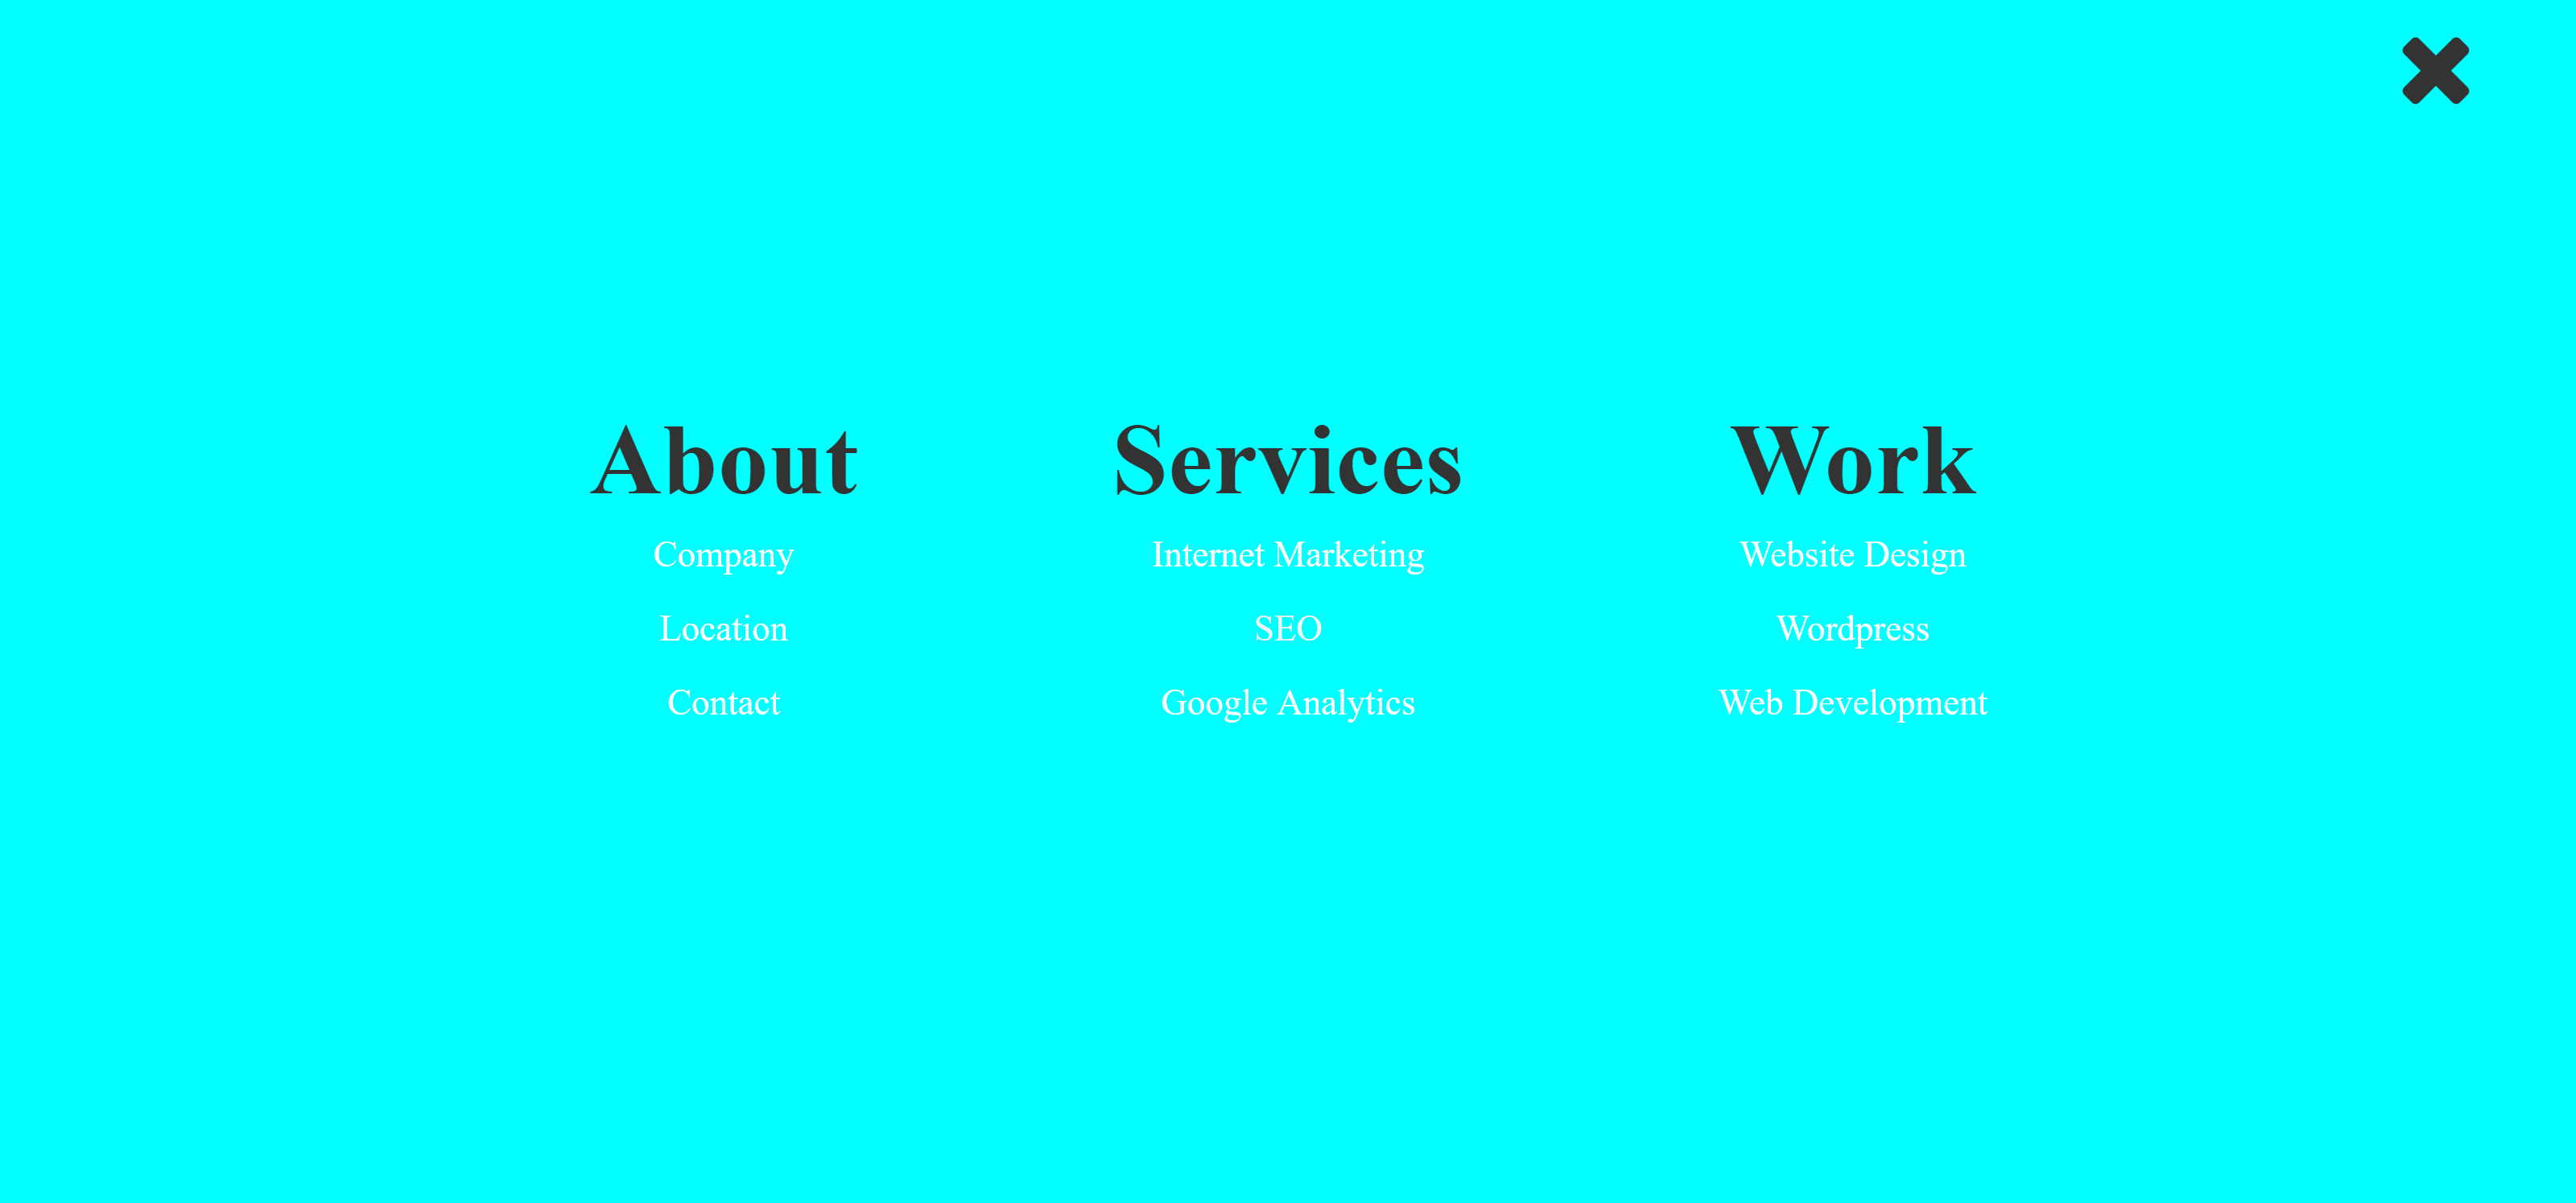 About
Company
Location
Contact
Services
Internet Marketing
SEO
Google Analytics
Work
Website Design
Wordpress
Web Development